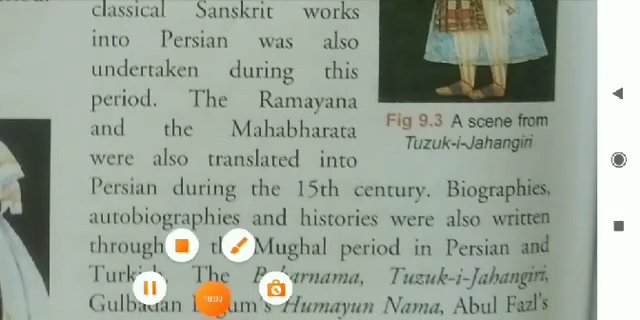 classical Sanskrit works
into Persian was also
undertaken during this
period. The Ramayana
and the Mahabharata
were also translated into
Persian during the 15th century. Biographies,
autobiographies and histories were also written
through Mughal period in Persian and
The Tuzuk-i-Jahangiri,
Humayun Nama, Abul Fazl's
Fig 9.3 A scene from
Tuzuk-i-Jahangiri